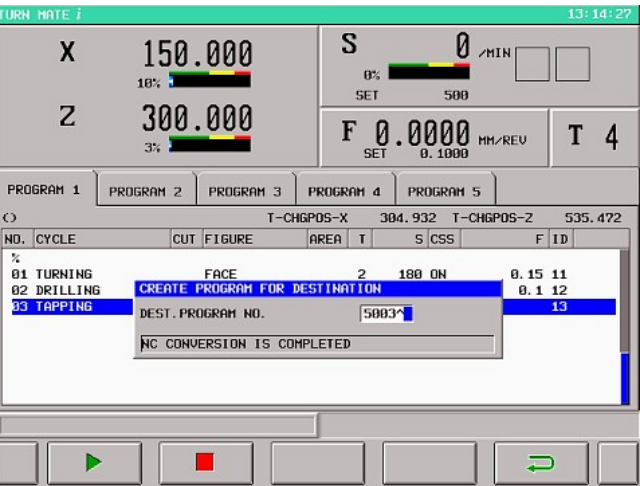 TURN MATE i 13:14:27
X 150.000
10%
Z 300.000
3%
S 0 /MIN
0%
SET 500
F 0.0000 MM/REV
SET 0.1000
T 4
PROGRAM 1 PROGRAM 2 PROGRAM 3 PROGRAM 4 PROGRAM 5
() T-CHGPOS-X 304.932 T-CHGPOS-Z 535.472
NO. CYCLE CUT FIGURE AREA T S CSS F ID
%
01 TURNING FACE 2 180 ON 0.15 11
02 DRILLING 0.1 12
03 TAPPING 13
CREATE PROGRAM FOR DESTINATION
DEST.PROGRAM NO. 5003^
NC CONVERSION IS COMPLETED